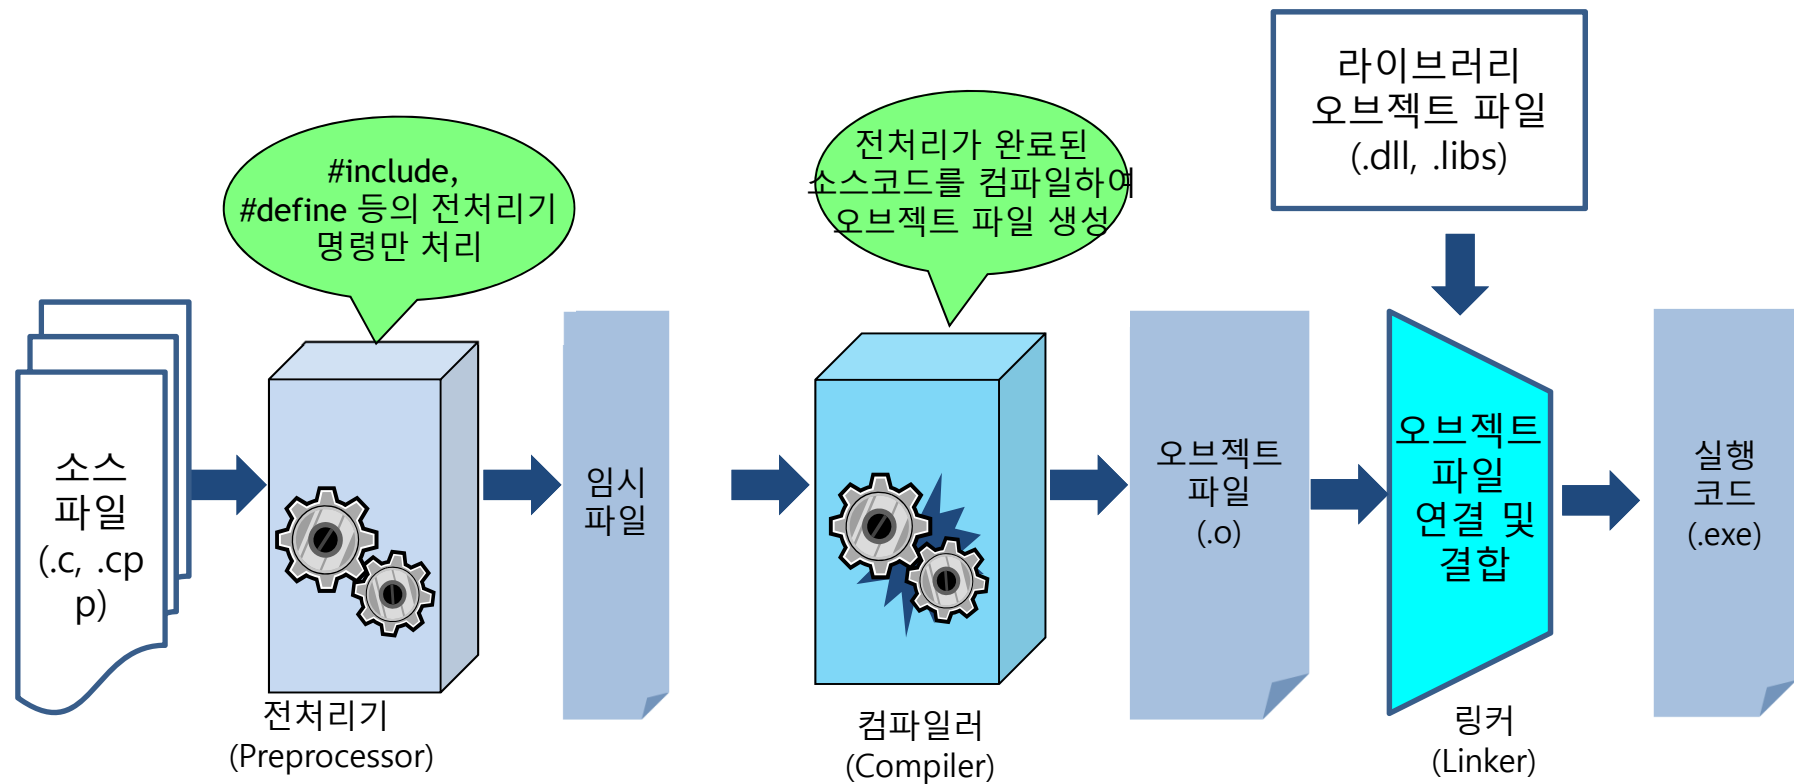 라이브러리
오브젝트 파일
(.dll, .libs)
#include,
#define 등의 전처리기
명령만 처리
전처리가 완료된
소스코드를 컴파일하여
오브젝트 파일 생성
소스
파일
(.c, .cp
p)
임시
파일
오브젝트
파일
(.o)
오브젝트
파일
연결 및
결합
실행
코드
(.exe)
전처리기
(Preprocessor)
컴파일러
(Compiler)
링커
(Linker)